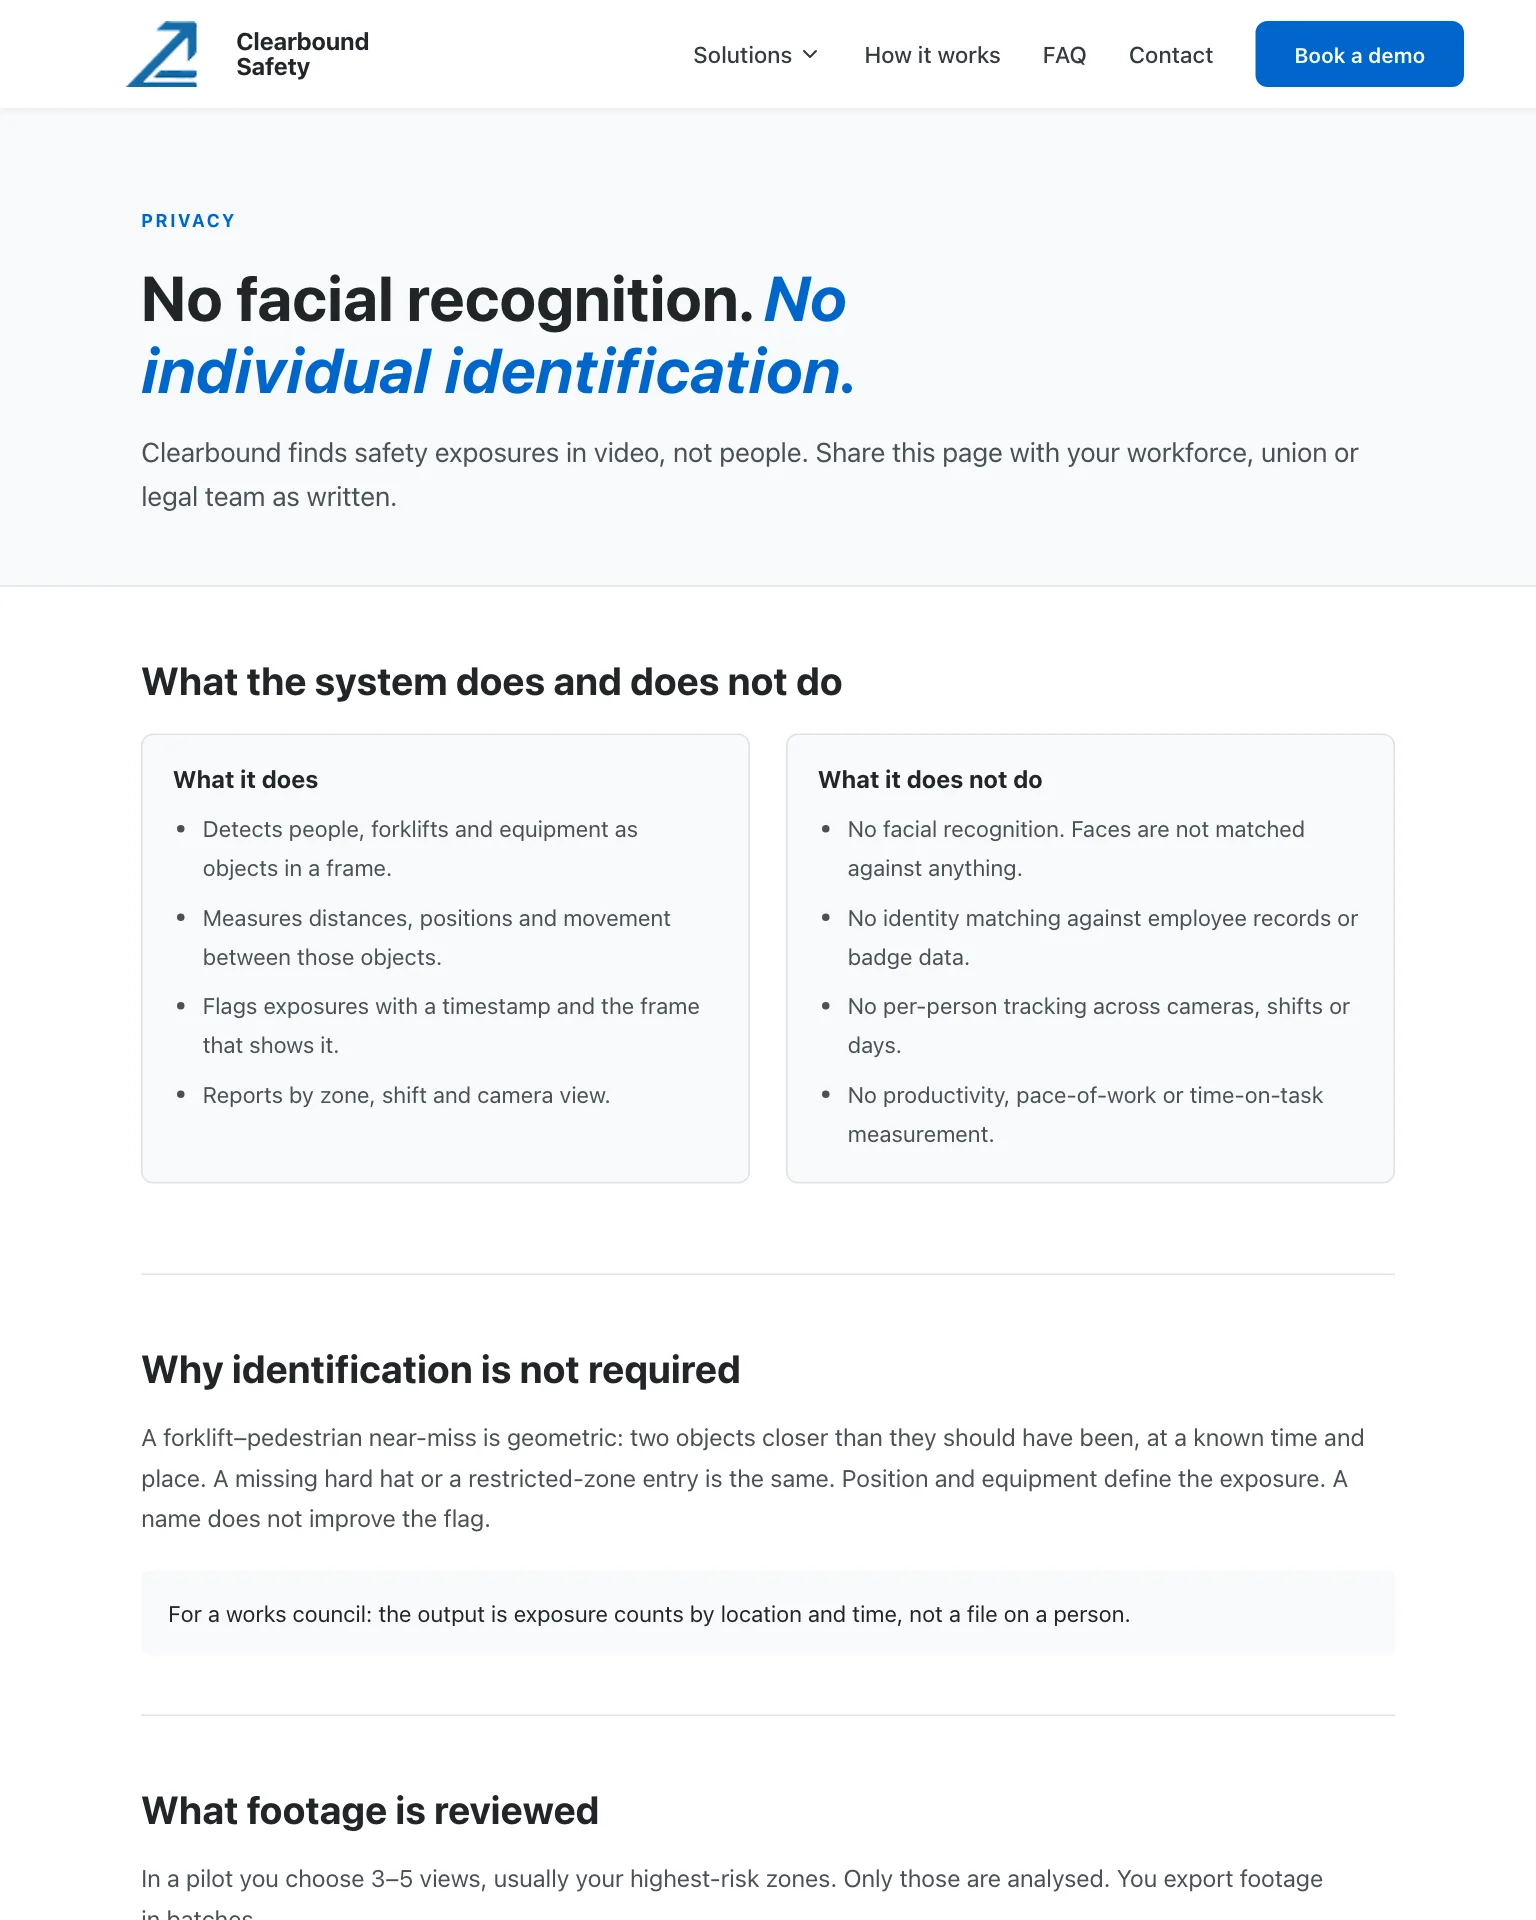 Clearbound
Safety
Solutions
How it works
FAQ
Contact
Book a demo
PRIVACY
No facial recognition. No
individual identification.
Clearbound finds safety exposures in video, not people. Share this page with your workforce, union or
legal team as written.
What the system does and does not do
What it does
• Detects people, forklifts and equipment as
objects in a frame.
• Measures distances, positions and movement
between those objects.
• Flags exposures with a timestamp and the frame
that shows it.
• Reports by zone, shift and camera view.
What it does not do
• No facial recognition. Faces are not matched
against anything.
• No identity matching against employee records or
badge data.
• No per-person tracking across cameras, shifts or
days.
• No productivity, pace-of-work or time-on-task
measurement.
Why identification is not required
A forklift–pedestrian near-miss is geometric: two objects closer than they should have been, at a known time and
place. A missing hard hat or a restricted-zone entry is the same. Position and equipment define the exposure. A
name does not improve the flag.
For a works council: the output is exposure counts by location and time, not a file on a person.
What footage is reviewed
In a pilot you choose 3–5 views, usually your highest-risk zones. Only those are analysed. You export footage
in batches.